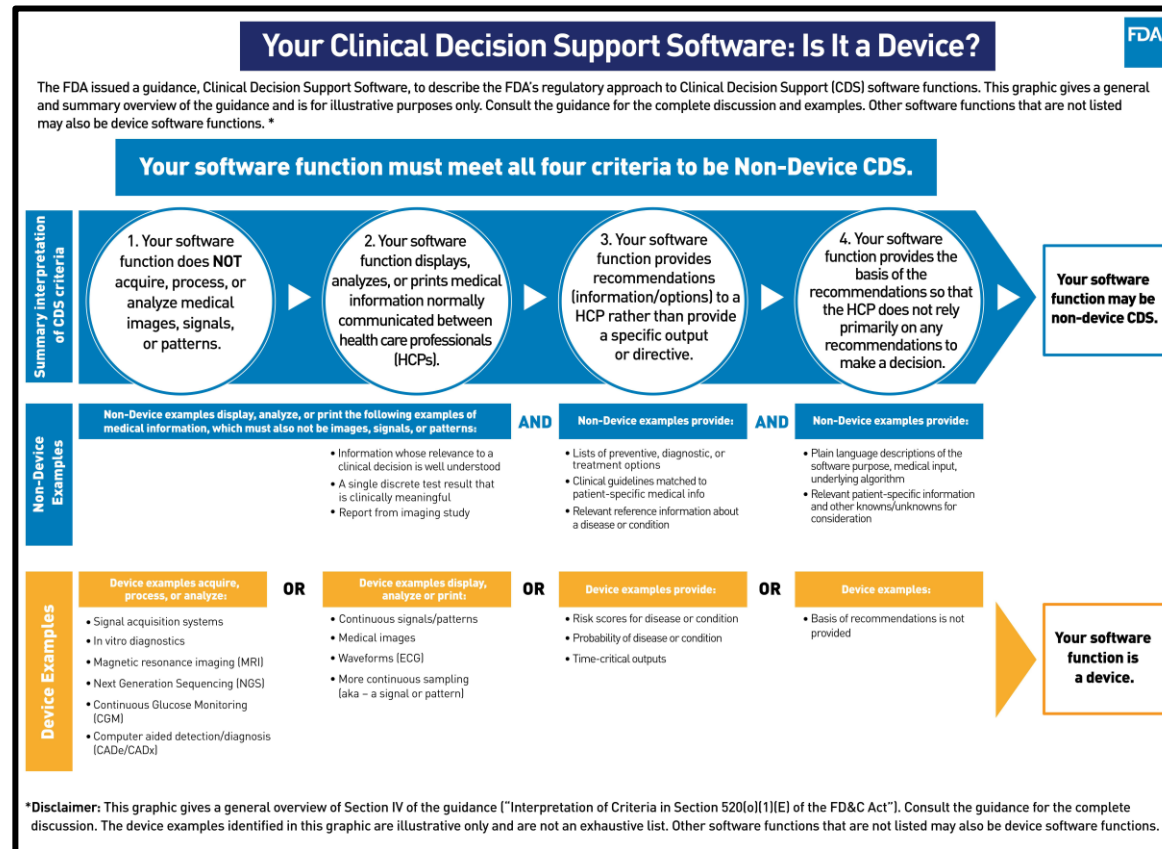 Your Clinical Decision Support Software: Is It a Device?
FDA
The FDA issued a guidance, Clinical Decision Support Software, to describe the FDA's regulatory approach to Clinical Decision Support (CDS) software functions. This graphic gives a general
and summary overview of the guidance and is for illustrative purposes only. Consult the guidance for the complete discussion and examples. Other software functions that are not listed
may also be device software functions. *
Your software function must meet all four criteria to be Non-Device CDS.
Summary interpretation
of CDS criteria
1. Your software
function does NOT
acquire, process, or
analyze medical
images, signals,
or patterns.
2. Your software
function displays,
analyzes, or prints medical
information normally
communicated between
health care professionals
(HCPs).
3. Your software
function provides
recommendations
(information/options) to a
HCP rather than provide
a specific output
or directive.
4. Your software
function provides the
basis of the
recommendations so that
the HCP does not rely
primarily on any
recommendations to
make a decision.
Your software
function may be
non-device CDS.
Non-Device
Examples
Non-Device examples display, analyze, or print the following examples of
medical information, which must also not be images, signals, or patterns:
• Information whose relevance to a
clinical decision is well understood
• A single discrete test result that
is clinically meaningful
• Report from imaging study
AND
Non-Device examples provide:
• Lists of preventive, diagnostic, or
treatment options
• Clinical guidelines matched to
patient-specific medical info
• Relevant reference information about
a disease or condition
AND
Non-Device examples provide:
• Plain language descriptions of the
software purpose, medical input,
underlying algorithm
• Relevant patient-specific information
and other knowns/unknowns for
consideration
Device Examples
Device examples acquire,
process, or analyze:
• Signal acquisition systems
• In vitro diagnostics
• Magnetic resonance imaging (MRI)
• Next Generation Sequencing (NGS)
• Continuous Glucose Monitoring
(CGM)
• Computer aided detection/diagnosis
(CADe/CADx)
OR
Device examples display,
analyze or print:
• Continuous signals/patterns
• Medical images
• Waveforms (ECG)
• More continuous sampling
(aka – a signal or pattern)
OR
Device examples provide:
• Risk scores for disease or condition
• Probability of disease or condition
• Time-critical outputs
OR
Device examples:
• Basis of recommendations is not
provided
Your software
function is
a device.
*Disclaimer: This graphic gives a general overview of Section IV of the guidance ("Interpretation of Criteria in Section 520(o)(1)(E) of the FD&C Act"). Consult the guidance for the complete
discussion. The device examples identified in this graphic are illustrative only and are not an exhaustive list. Other software functions that are not listed may also be device software functions.